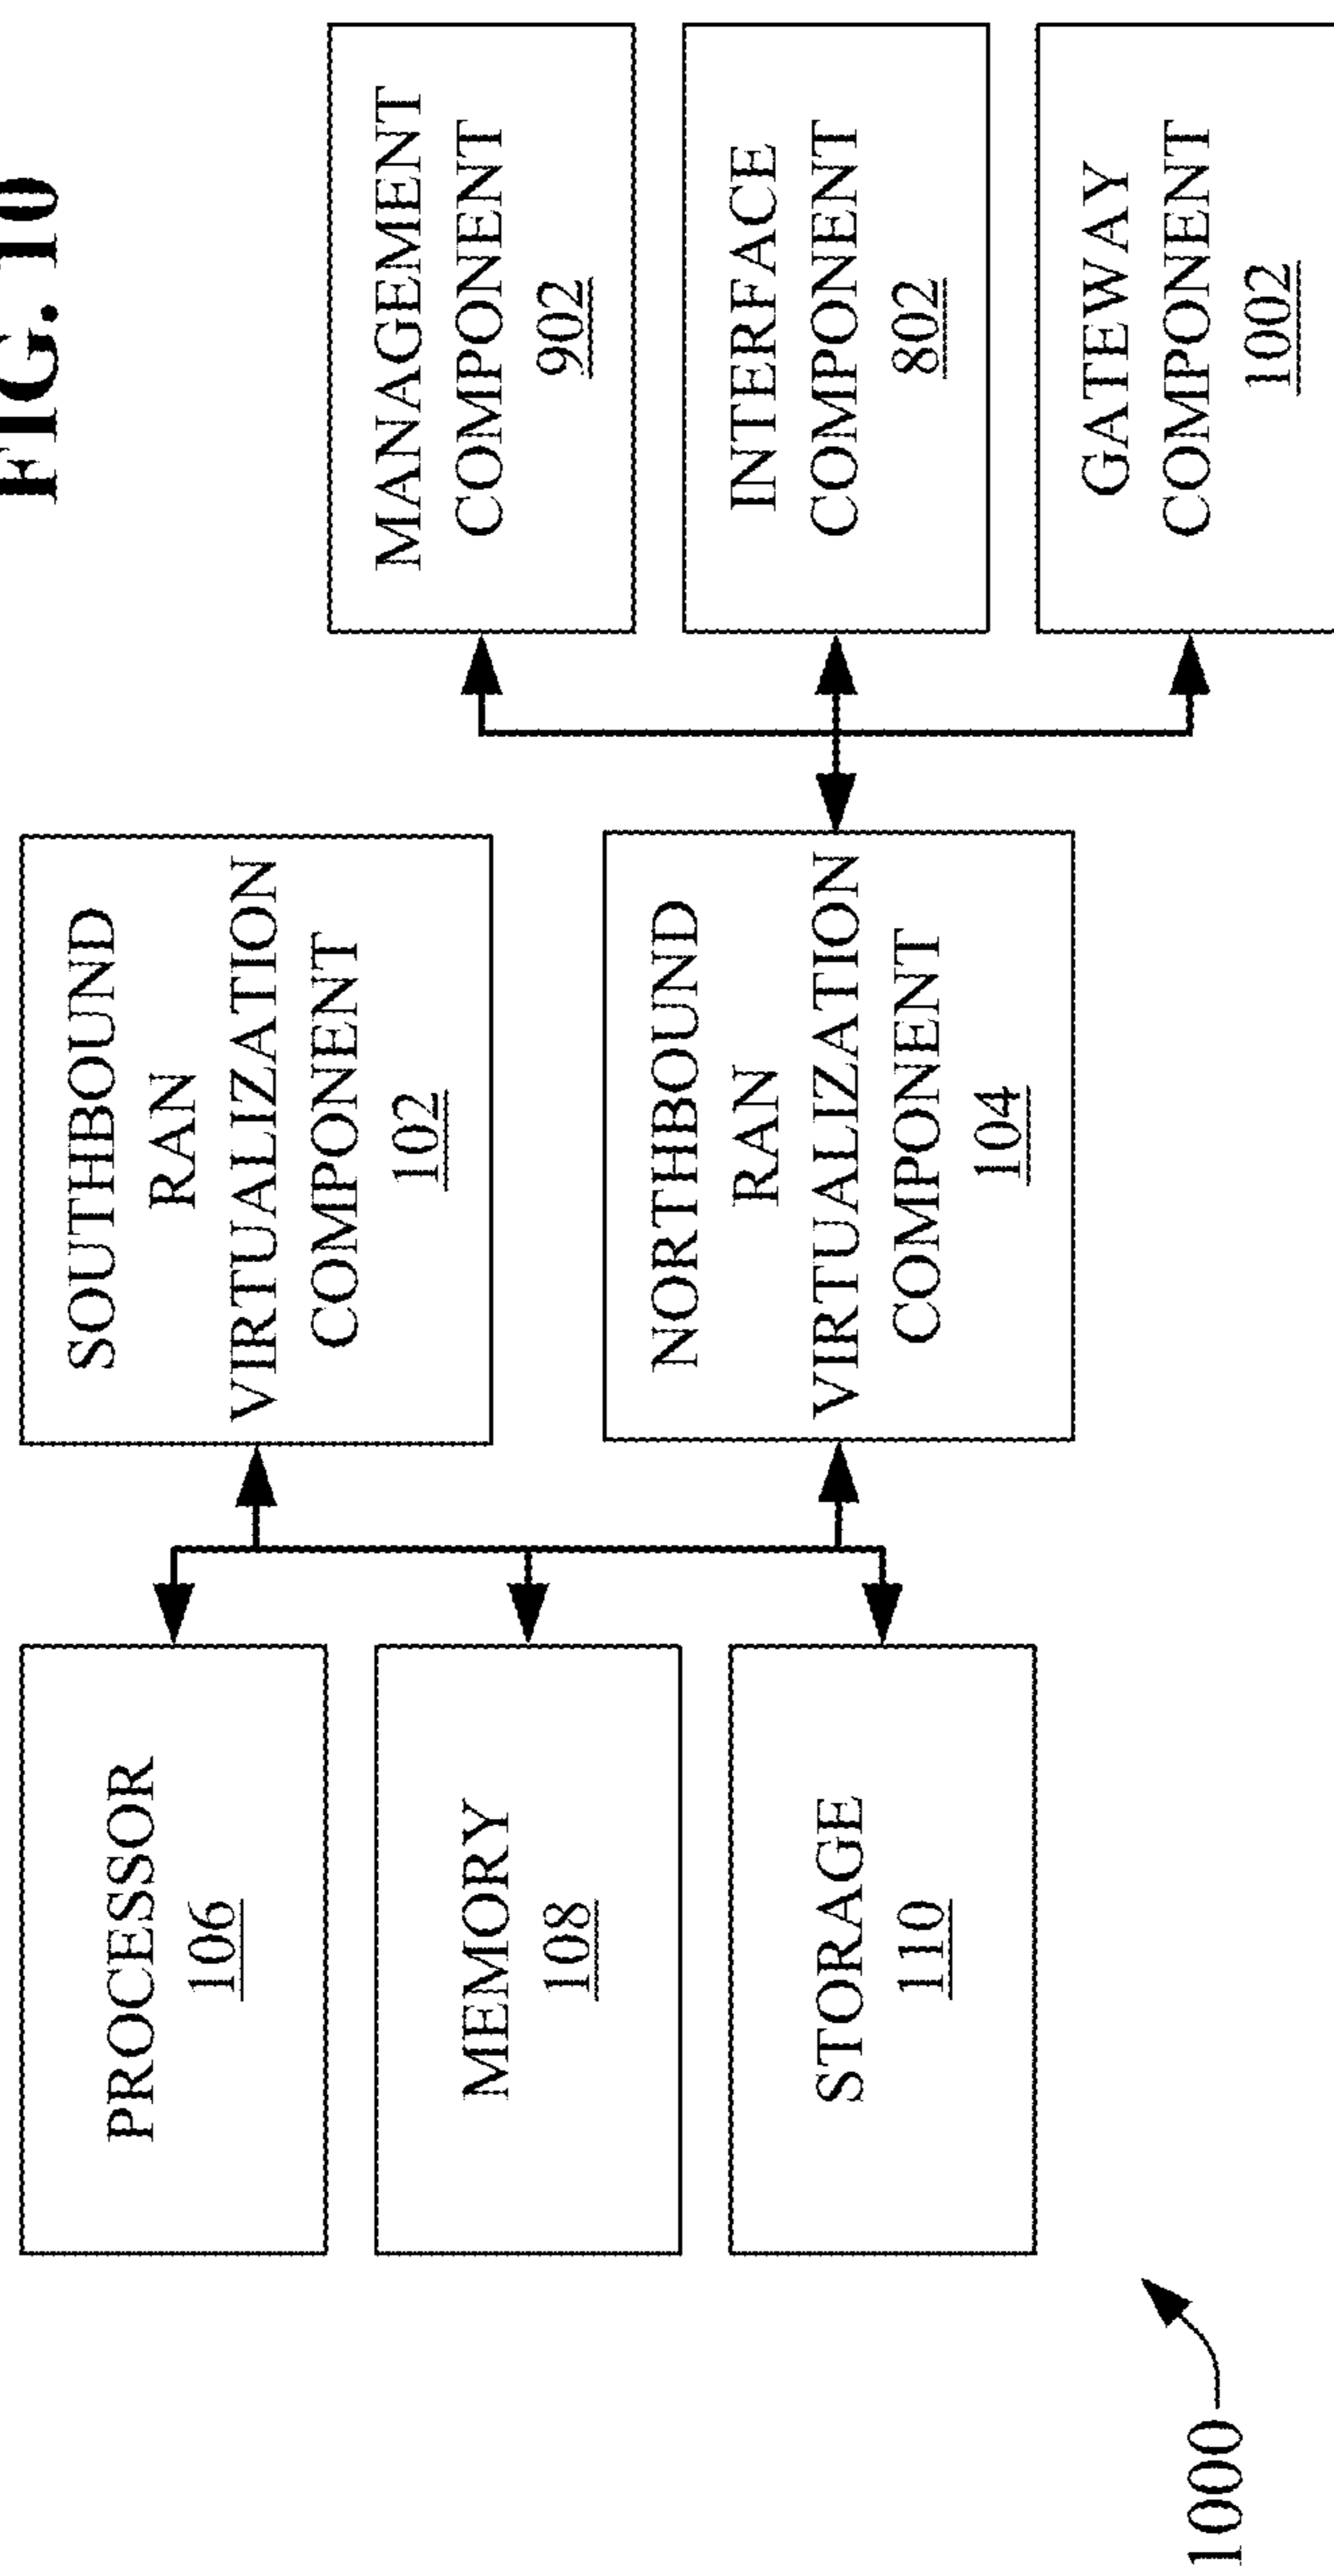 FIG. 10
PROCESSOR
106
MEMORY
108
STORAGE
110
SOUTHBOUND
RAN
VIRTUALIZATION
COMPONENT
102
NORTHBOUND
RAN
VIRTUALIZATION
COMPONENT
104
MANAGEMENT
COMPONENT
902
INTERFACE
COMPONENT
802
GATEWAY
COMPONENT
1002
1000